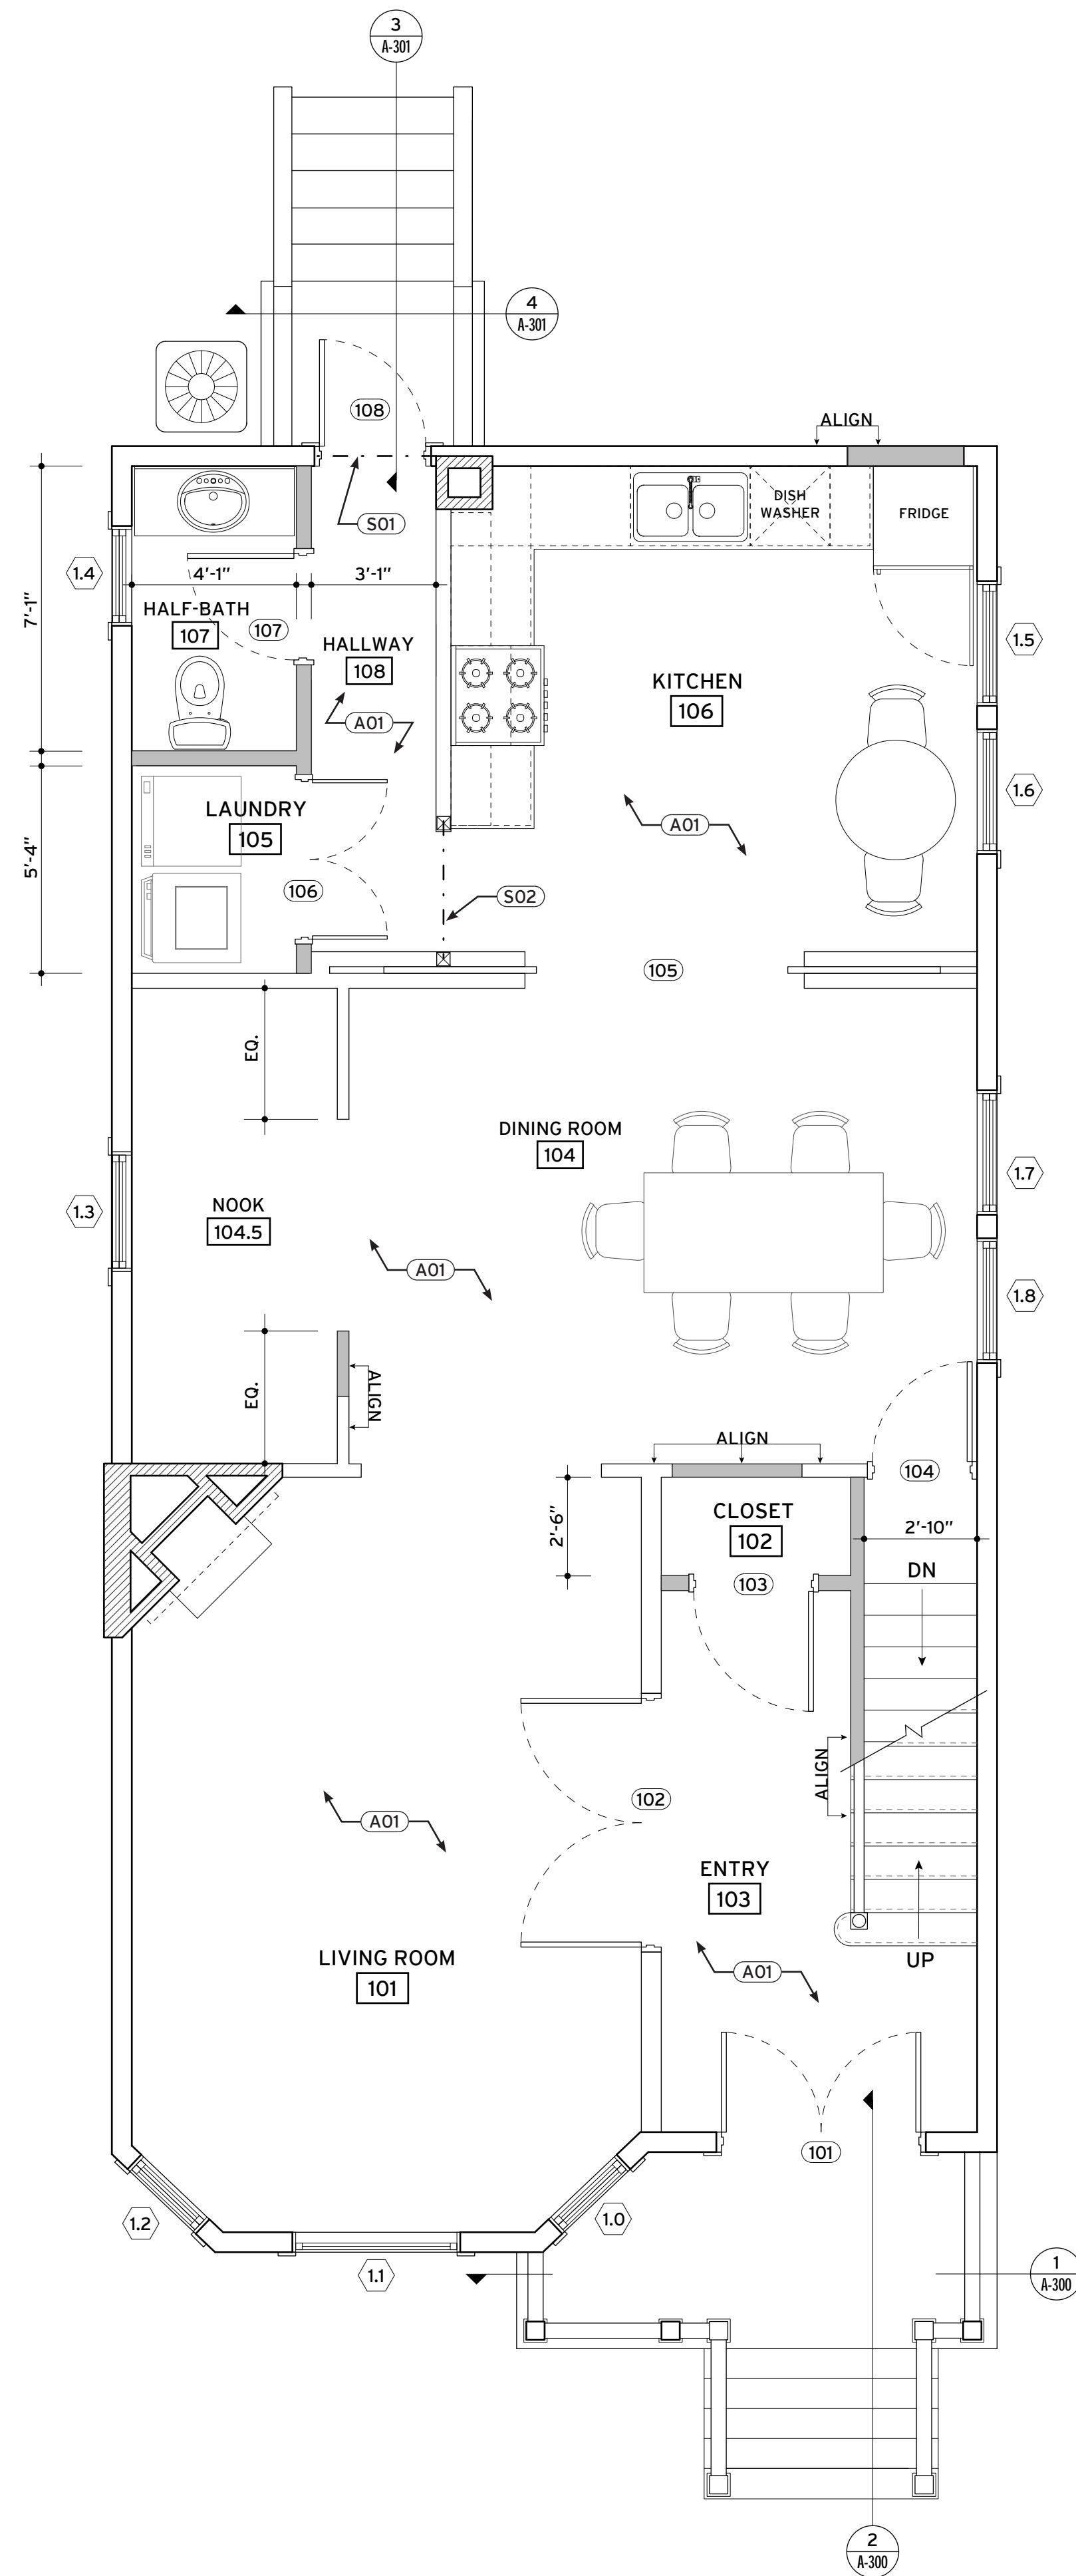 3
A-301
4
A-301
108
ALIGN
S01
DISH
WASHER
FRIDGE
1.4
4'-1"
3'-1"
7'-1"
HALF-BATH
107
107
HALLWAY
108
1.5
KITCHEN
106
A01
1.6
LAUNDRY
105
A01
5'-4"
106
S02
105
EQ.
DINING ROOM
104
1.7
NOOK
104.5
1.3
A01
1.8
EQ.
ALIGN
ALIGN
104
2'-6"
CLOSET
102
2'-10"
103
DN
ALIGN
102
A01
ENTRY
103
LIVING ROOM
101
UP
A01
101
1.2
1.0
1.1
1
A-300
2
A-300